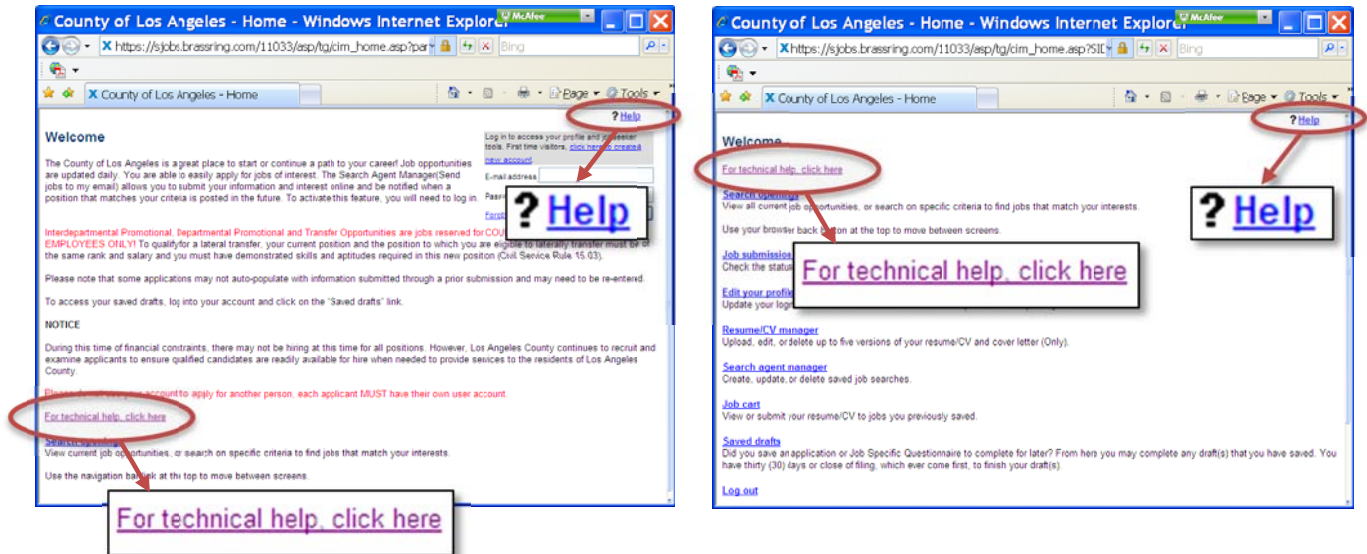 County of Los Angeles - Home - Windows Internet Explorer
McAfee
https://sjobs.brassring.com/11033/asp/tg/cim_home.asp?par
Bing
County of Los Angeles - Home
Page
Tools
? Help
Welcome
Log in to access your profile and job seeker
tools. First time visitors, click here to create a
new account.
The County of Los Angeles is a great place to start or continue a path to your career! Job opportunities
are updated daily. You are able to easily apply for jobs of interest. The Search Agent Manager(Send
jobs to my email) allows you to submit your information and interest online and be notified when a
position that matches your criteria is posted in the future. To activate this feature, you will need to log in.
E-mail address
? Help
Interdepartmental Promotional, Departmental Promotional and Transfer Opportunities are jobs reserved for
EMPLOYEES ONLY! To qualify for a lateral transfer, your current position and the position to which you are eligible to laterally transfer must be of
the same rank and salary and you must have demonstrated skills and aptitudes required in this new position (Civil Service Rule 15.03).
Please note that some applications may not auto-populate with information submitted through a prior submission and may need to be re-entered.
To access your saved drafts, log into your account and click on the "Saved drafts" link.
NOTICE
During this time of financial contraints, there may not be hiring at this time for all positions. However, Los Angeles County continues to recruit and
examine applicants to ensure qualified candidates are readily available for hire when needed to provide services to the residents of Los Angeles
County.
Please do not use your account to apply for another person, each applicant MUST have their own user account.
For technical help, click here
Search openings
View current job opportunities, or search on specific criteria to find jobs that match your interests.
Use the navigation bar link at the top to move between screens.
For technical help, click here
County of Los Angeles - Home - Windows Internet Explorer
McAfee
https://sjobs.brassring.com/11033/asp/tg/cim_home.asp?SID
Bing
County of Los Angeles - Home
Page
Tools
? Help
Welcome
For technical help, click here
Search openings
View all current job opportunities, or search on specific criteria to find jobs that match your interests.
? Help
Use your browser back button at the top to move between screens.
Job submission
Check the status
For technical help, click here
Edit your profile
Update your login
Resume/CV manager
Upload, edit, or delete up to five versions of your resume/CV and cover letter (Only).
Search agent manager
Create, update, or delete saved job searches.
Job cart
View or submit your resume/CV to jobs you previously saved.
Saved drafts
Did you save an application or Job Specific Questionnaire to complete for later? From here you may complete any draft(s) that you have saved. You
have thirty (30) days or close of filing, which ever come first, to finish your draft(s).
Log out